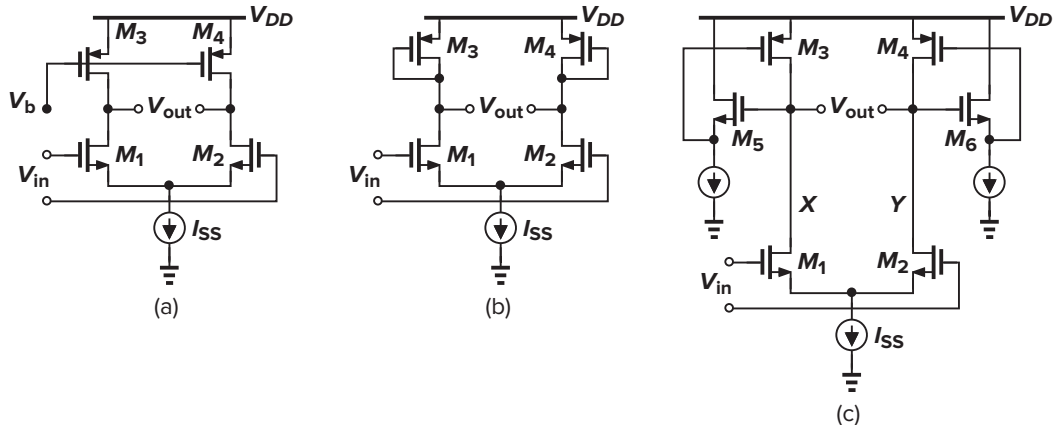 (a)
V_DD
M_3
M_4
V_b
V_out
M_1
M_2
V_in
I_SS
(b)
V_DD
M_3
M_4
V_out
M_1
M_2
V_in
I_SS
V_DD
M_3
M_4
V_out
M_5
M_6
X
Y
M_1
M_2
V_in
I_SS
(a)
(b)
(c)